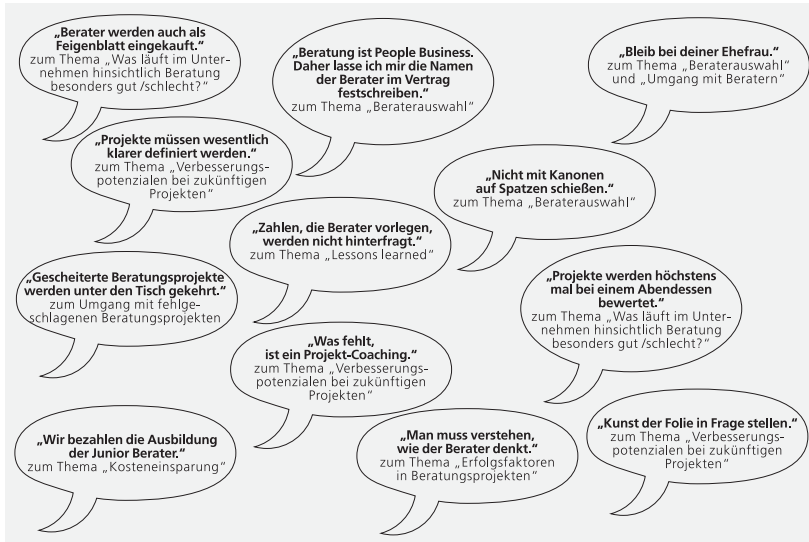 „Berater werden auch als
Feigenblatt eingekauft.“
zum Thema „Was läuft im Unter-
nehmen hinsichtlich Beratung
besonders gut /schlecht?“
„Beratung ist People Business.
Daher lasse ich mir die Namen
der Berater im Vertrag
festschreiben.“
zum Thema „Beraterauswahl“
„Bleib bei deiner Ehefrau.“
zum Thema „Beraterauswahl“
und „Umgang mit Beratern“
„Projekte müssen wesentlich
klarer definiert werden.“
zum Thema „Verbesserungs-
potenzialen bei zukünftigen
Projekten“
„Nicht mit Kanonen
auf Spatzen schießen.“
zum Thema „Beraterauswahl“
„Zahlen, die Berater vorlegen,
werden nicht hinterfragt.“
zum Thema „Lessons learned“
„Gescheiterte Beratungsprojekte
werden unter den Tisch gekehrt.“
zum Umgang mit fehlge-
schlagenen Beratungsprojekten
„Projekte werden höchstens
mal bei einem Abendessen
bewertet.“
zum Thema „Was läuft im Unter-
nehmen hinsichtlich Beratung
besonders gut /schlecht?“
„Was fehlt,
ist ein Projekt-Coaching.“
zum Thema „Verbesserungs-
potenzialen bei zukünftigen
Projekten“
„Wir bezahlen die Ausbildung
der Junior Berater.“
zum Thema „Kosteneinsparung“
„Man muss verstehen,
wie der Berater denkt.“
zum Thema „Erfolgsfaktoren
in Beratungsprojekten“
„Kunst der Folie in Frage stellen.“
zum Thema „Verbesserungs-
potenzialen bei zukünftigen
Projekten“